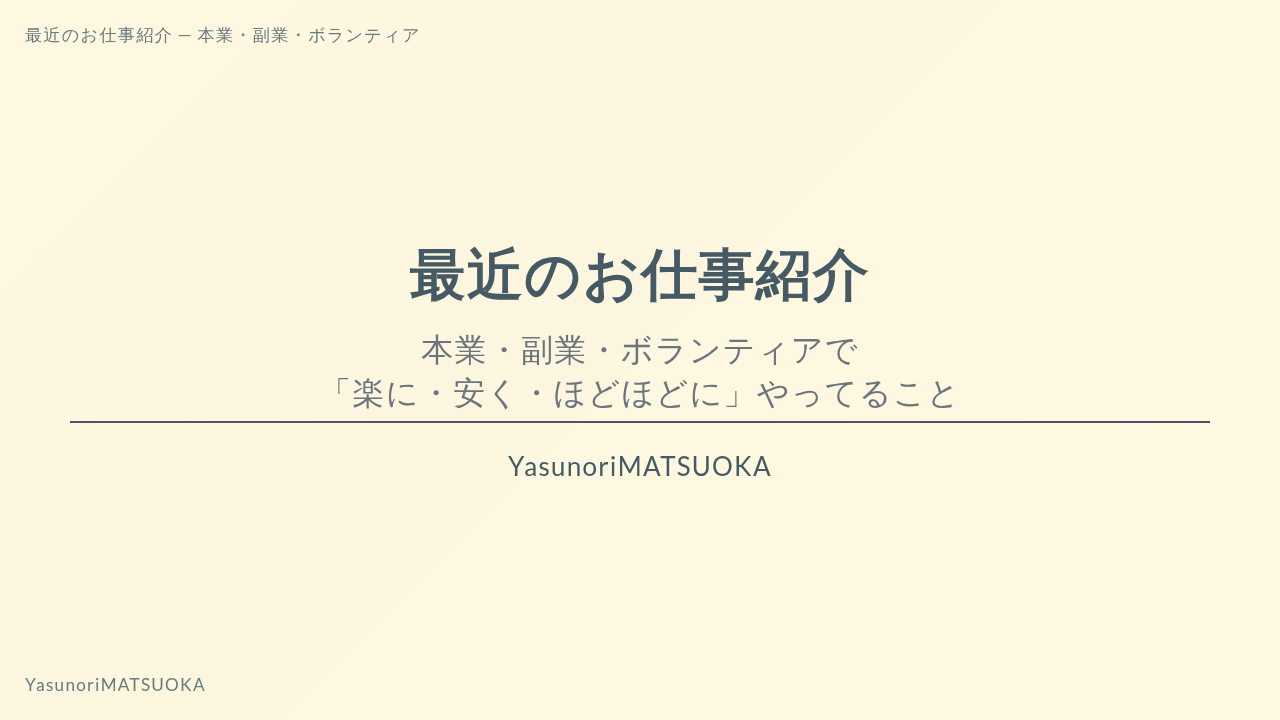 最近のお仕事紹介 ─ 本業・副業・ボランティア
最近のお仕事紹介
本業・副業・ボランティアで
「楽に・安く・ほどほどに」やってること
YasunoriMATSUOKA
YasunoriMATSUOKA